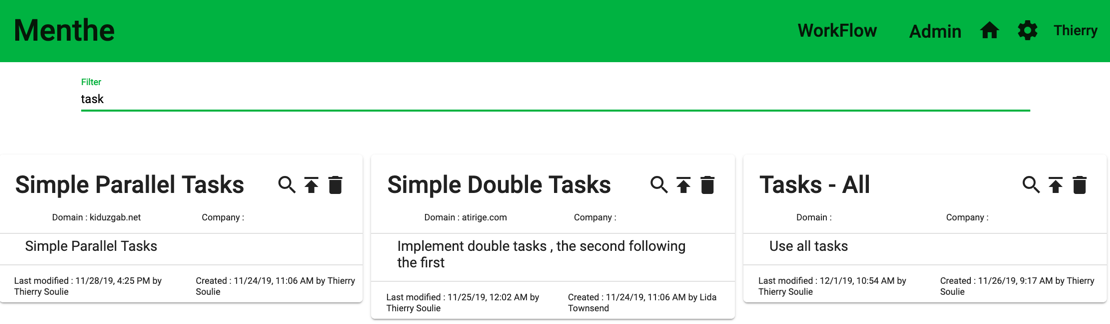 Menthe
WorkFlow Admin Thierry
Filter
task
Simple Parallel Tasks
Domain : kiduzgab.net Company :
Simple Parallel Tasks
Last modified : 11/28/19, 4:25 PM by
Thierry Soulie
Created : 11/24/19, 11:06 AM by Thierry
Soulie
Simple Double Tasks
Domain : atirige.com Company :
Implement double tasks , the second following
the first
Last modified : 11/25/19, 12:02 AM by
Thierry Soulie
Created : 11/24/19, 11:06 AM by Lida
Townsend
Tasks - All
Domain : Company :
Use all tasks
Last modified : 12/1/19, 10:54 AM by
Thierry Soulie
Created : 11/26/19, 9:17 AM by Thierry
Soulie